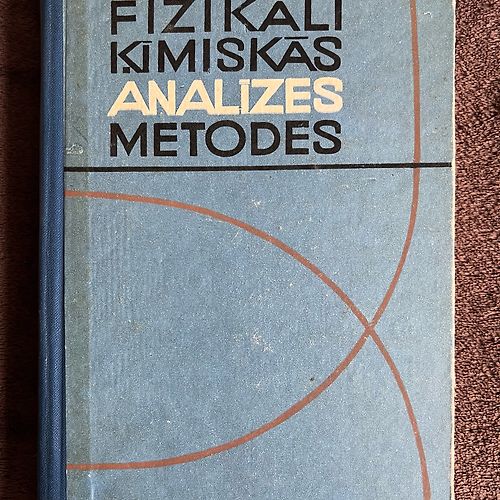 FIZIKĀLI
ĶĪMISKĀS
ANALĪZES
METODES